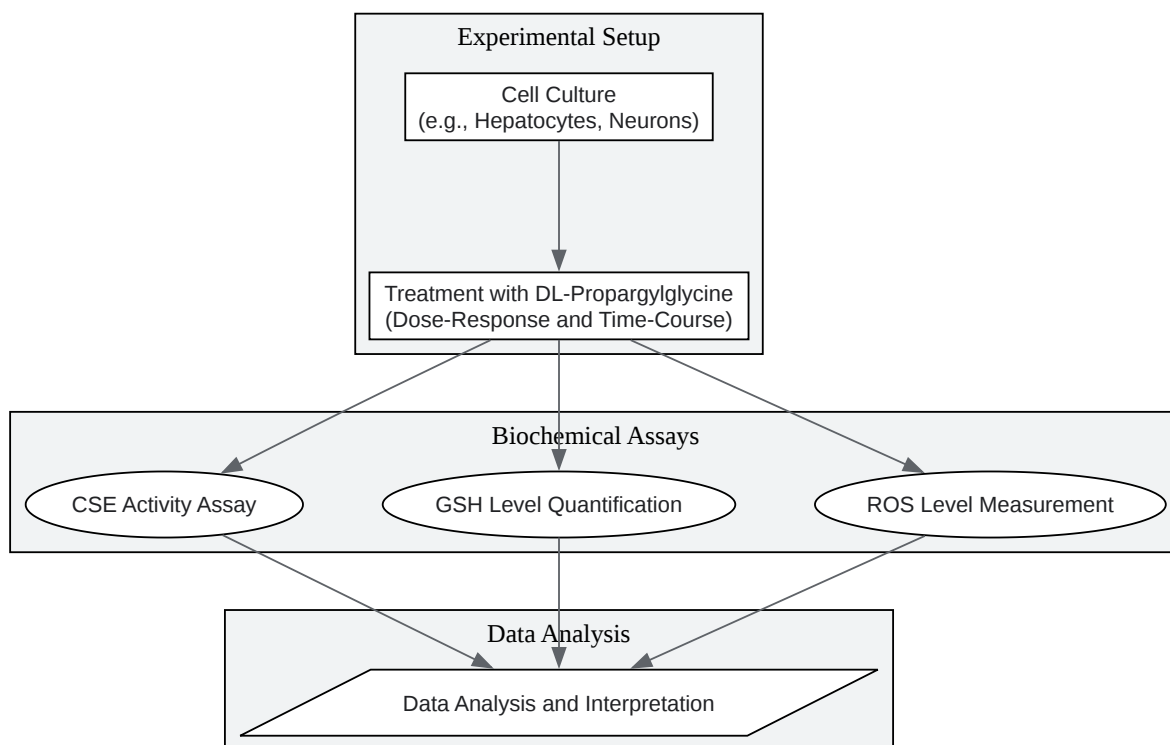 Experimental Setup
Cell Culture
(e.g., Hepatocytes, Neurons)
Treatment with DL-Propargylglycine
(Dose-Response and Time-Course)
Biochemical Assays
CSE Activity Assay
GSH Level Quantification
ROS Level Measurement
Data Analysis
Data Analysis and Interpretation